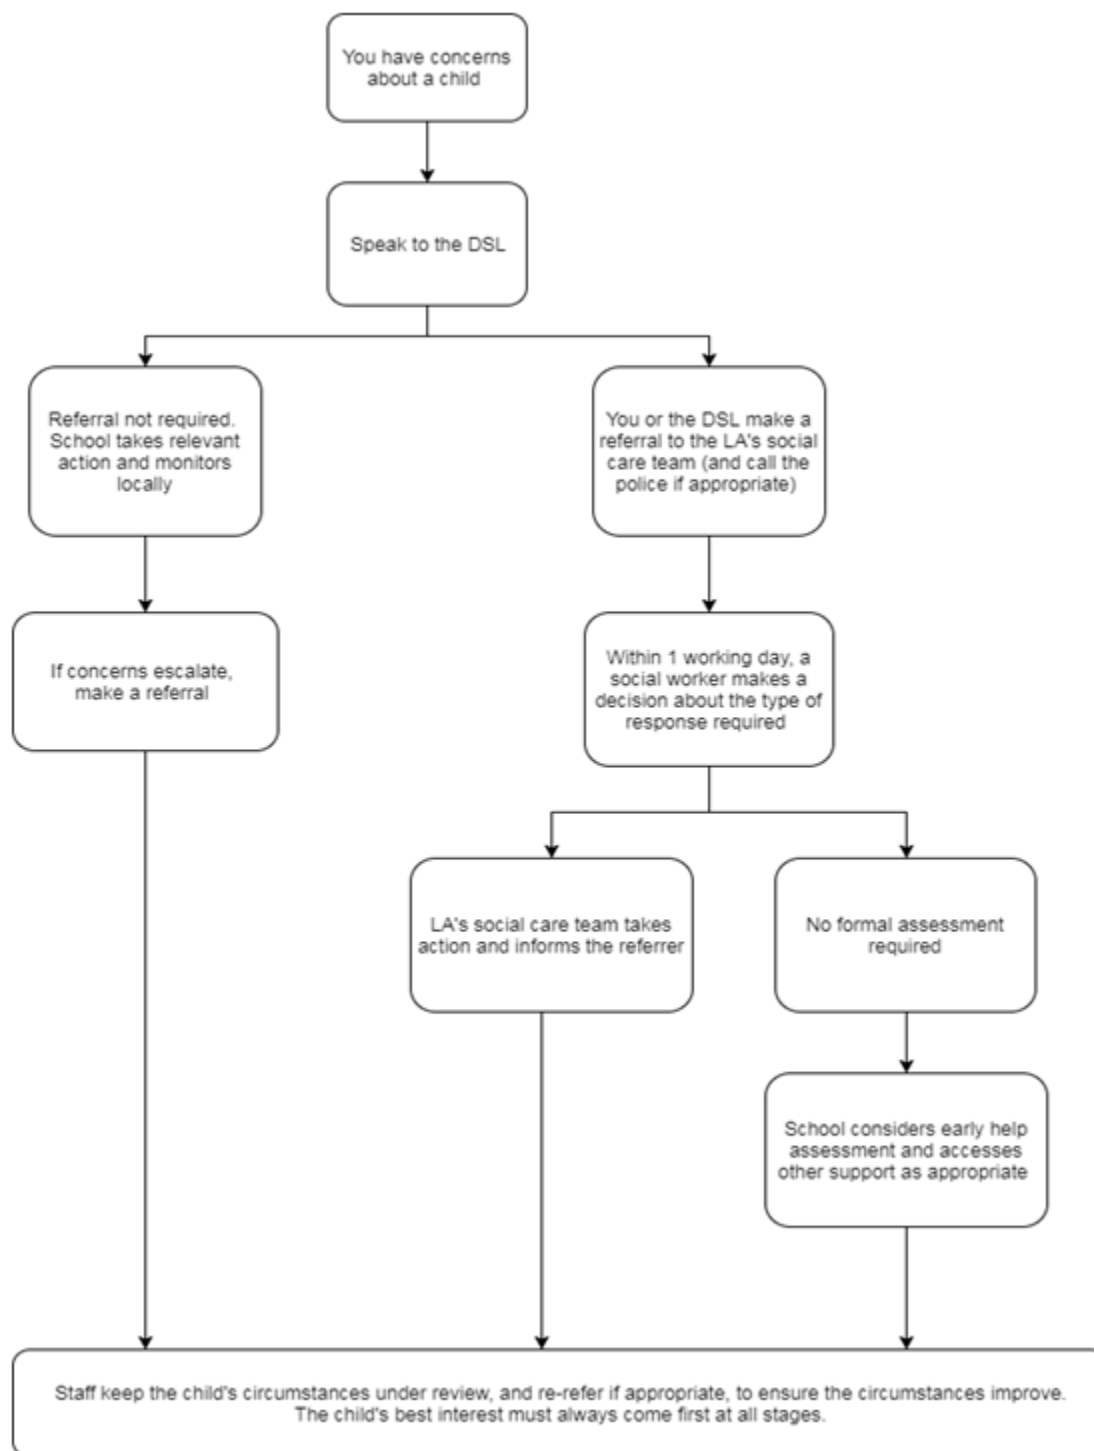 You have concerns
about a child
Speak to the DSL
Referral not required.
School takes relevant
action and monitors
locally
You or the DSL make a
referral to the LA's social
care team (and call the
police if appropriate)
If concerns escalate,
make a referral
Within 1 working day, a
social worker makes a
decision about the type of
response required
LA's social care team takes
action and informs the referrer
No formal assessment
required
School considers early help
assessment and accesses
other support as appropriate
Staff keep the child's circumstances under review, and re-refer if appropriate, to ensure the circumstances improve.
The child's best interest must always come first at all stages.